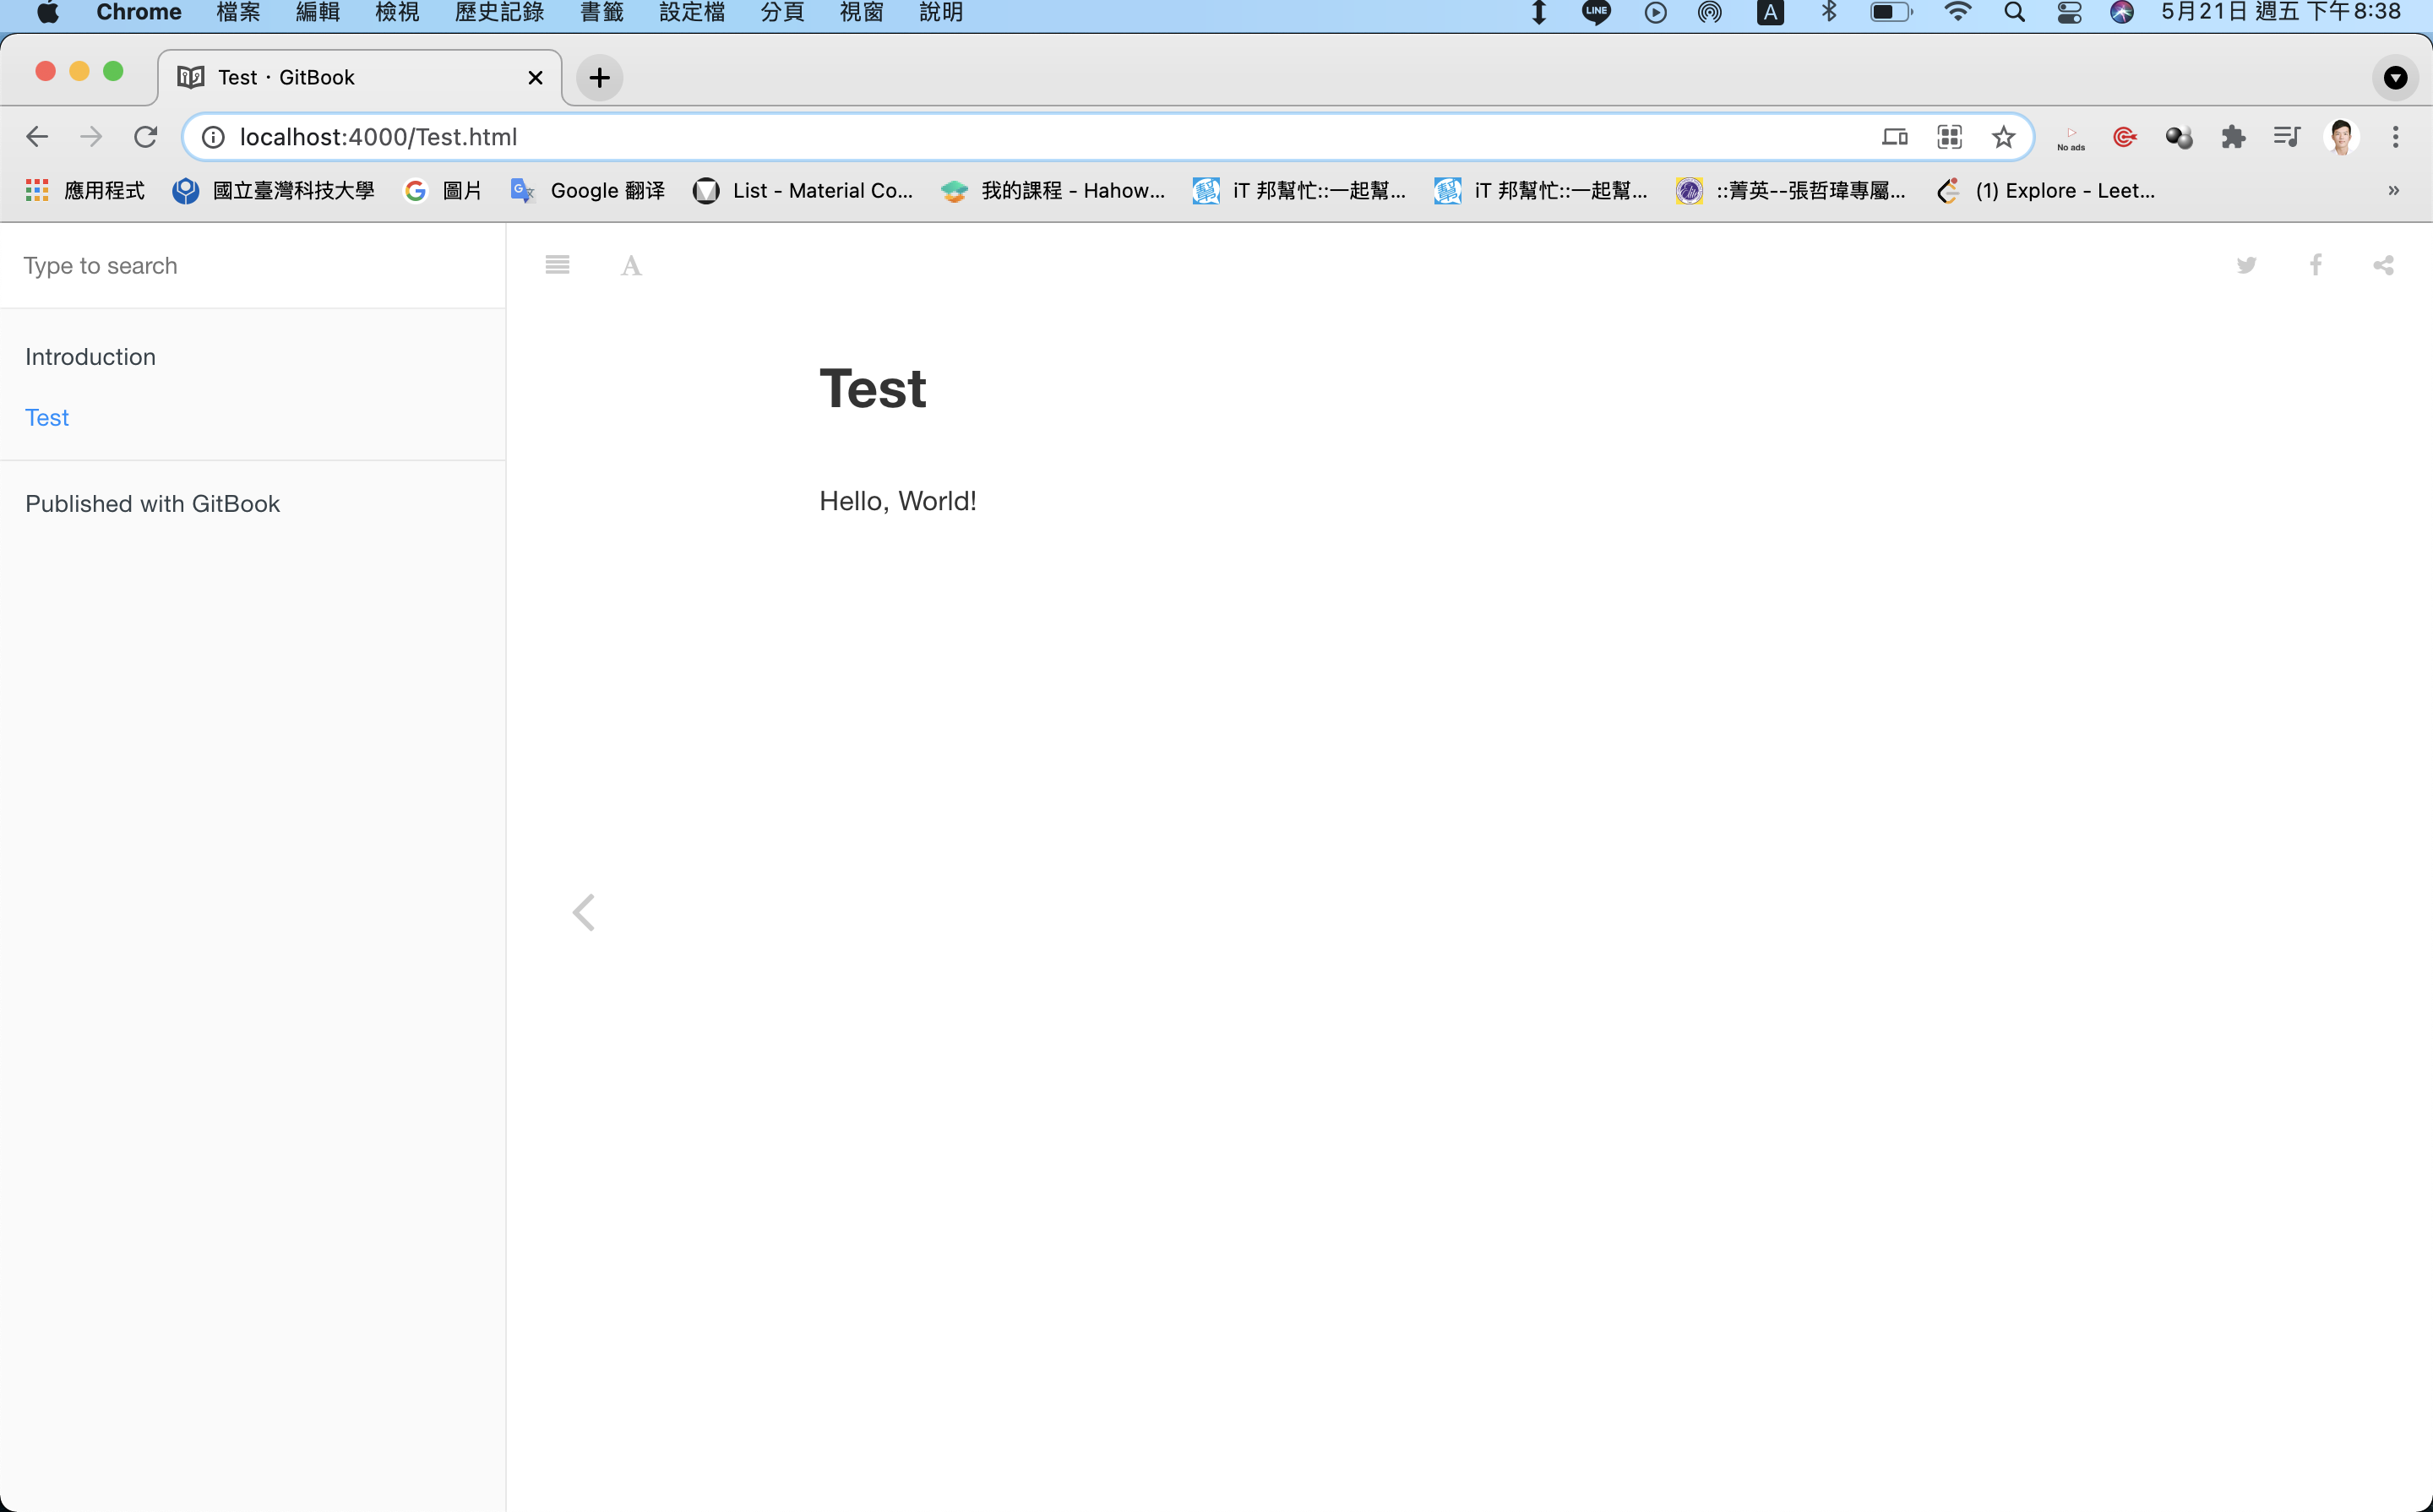 Chrome 檔案 編輯 檢視 歷史記錄 書籤 設定檔 分頁 視窗 說明 LINE A 5月21日 週五 下午8:38
Test · GitBook
localhost:4000/Test.html No ads
應用程式 國立臺灣科技大學 圖片 Google 翻译 List - Material Co... 我的課程 - Hahow... iT 邦幫忙::一起幫... iT 邦幫忙::一起幫... ::菁英--張哲瑋專屬... (1) Explore - Leet... »
Type to search A
Introduction
Test
Published with GitBook
Test
Hello, World!